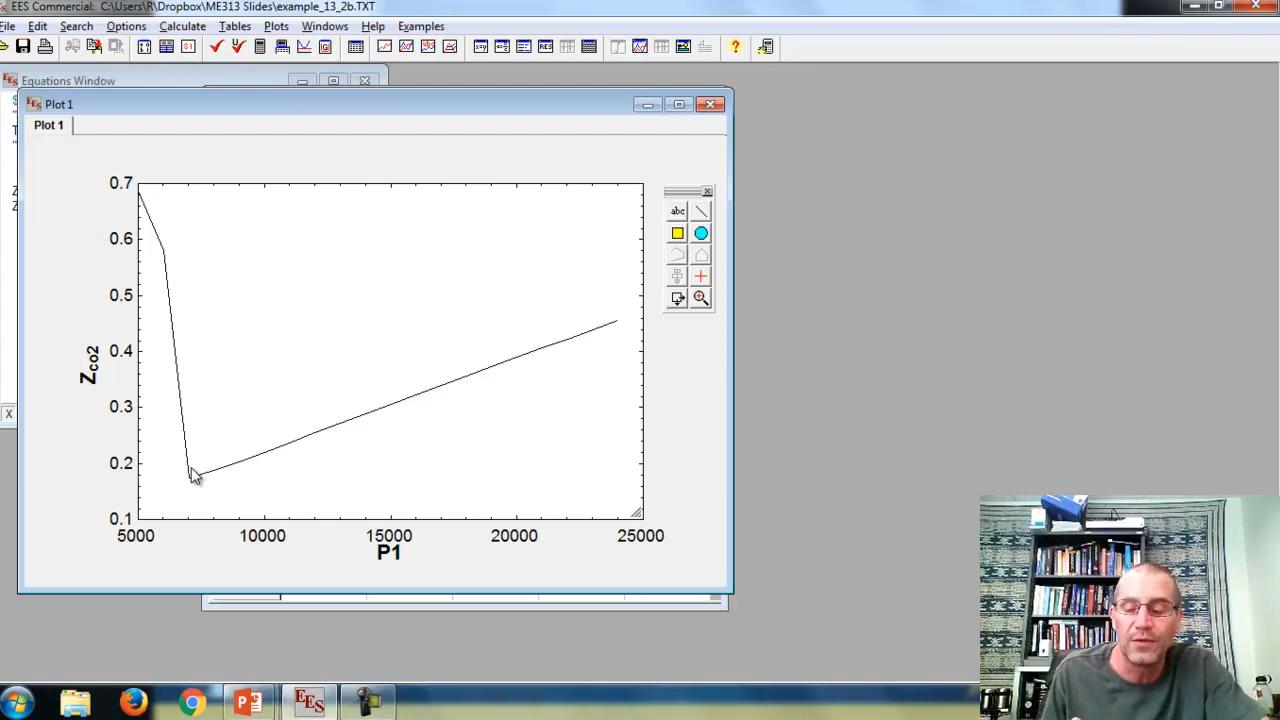 EES Commercial: C:\Users\R\Dropbox\ME313 Slides\example_13_2b.TXT
File Edit Search Options Calculate Tables Plots Windows Help Examples
Equations Window
Plot 1
Plot 1
abc
0.7
0.6
0.5
0.4
0.3
0.2
0.1
Zco2
5000 10000 15000 20000 25000
P1